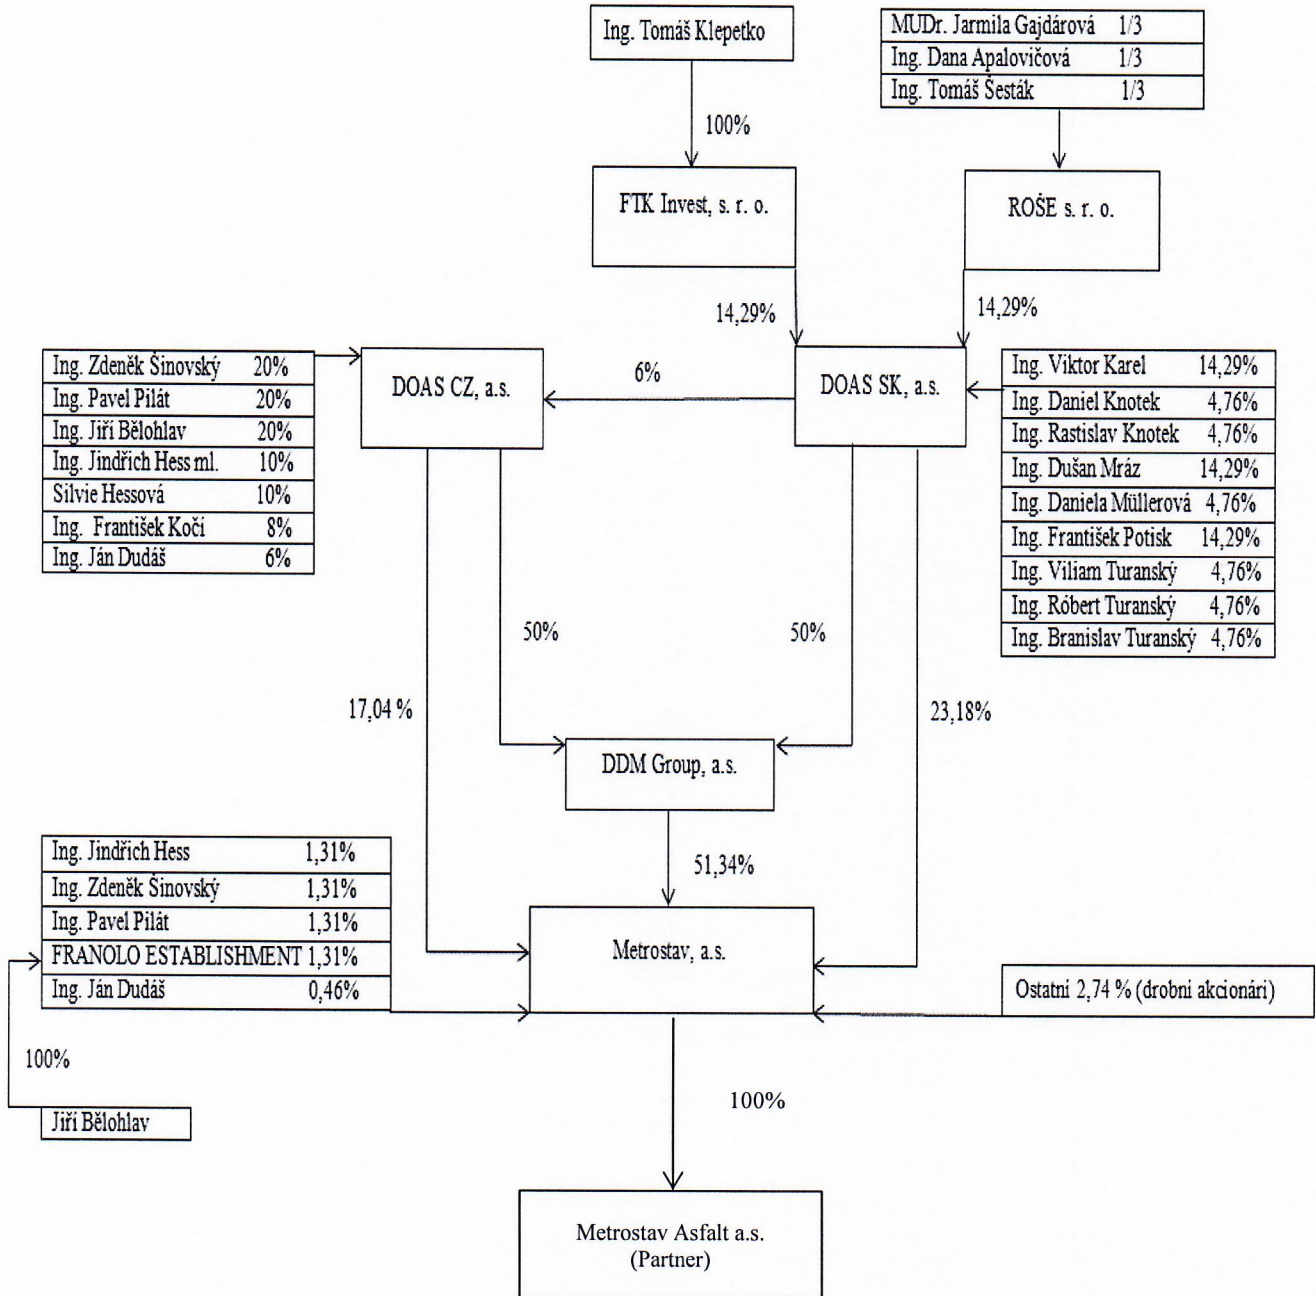 Ing. Tomáš Klepetko
MUDr. Jarmila Gajdárová 1/3
Ing. Dana Apalovičová 1/3
Ing. Tomáš Šesták 1/3
100%
FTK Invest, s. r. o.
ROŠE s. r. o.
14,29%
14,29%
Ing. Zdeněk Šinovský 20%
Ing. Pavel Pilát 20%
Ing. Jiří Bělohlav 20%
Ing. Jindřich Hess ml. 10%
Silvie Hessová 10%
Ing. František Kočí 8%
Ing. Ján Dudáš 6%
DOAS CZ, a.s.
6%
DOAS SK, a.s.
Ing. Viktor Karel 14,29%
Ing. Daniel Knotek 4,76%
Ing. Rastislav Knotek 4,76%
Ing. Dušan Mráz 14,29%
Ing. Daniela Müllerová 4,76%
Ing. František Potisk 14,29%
Ing. Viliam Turanský 4,76%
Ing. Róbert Turanský 4,76%
Ing. Branislav Turanský 4,76%
50%
50%
17,04 %
23,18%
DDM Group, a.s.
51,34%
Ing. Jindřich Hess 1,31%
Ing. Zdeněk Šinovský 1,31%
Ing. Pavel Pilát 1,31%
FRANOLO ESTABLISHMENT 1,31%
Ing. Ján Dudáš 0,46%
Metrostav, a.s.
Ostatní 2,74 % (drobní akcionári)
100%
Jiří Bělohlav
100%
Metrostav Asfalt a.s.
(Partner)